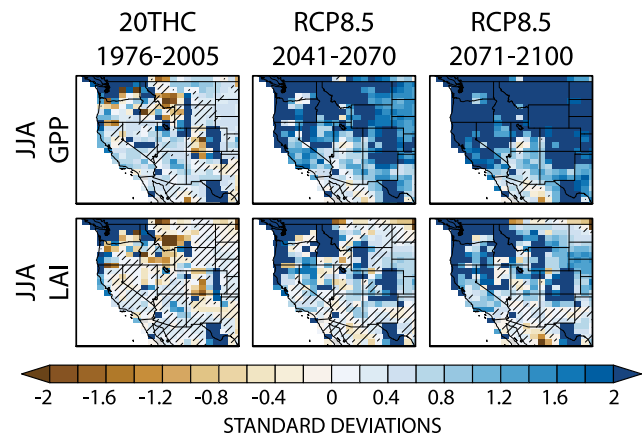 20THC RCP8.5 RCP8.5
1976-2005 2041-2070 2071-2100
JJA
GPP
JJA
LAI
-2 -1.6 -1.2 -0.8 -0.4 0 0.4 0.8 1.2 1.6 2
STANDARD DEVIATIONS